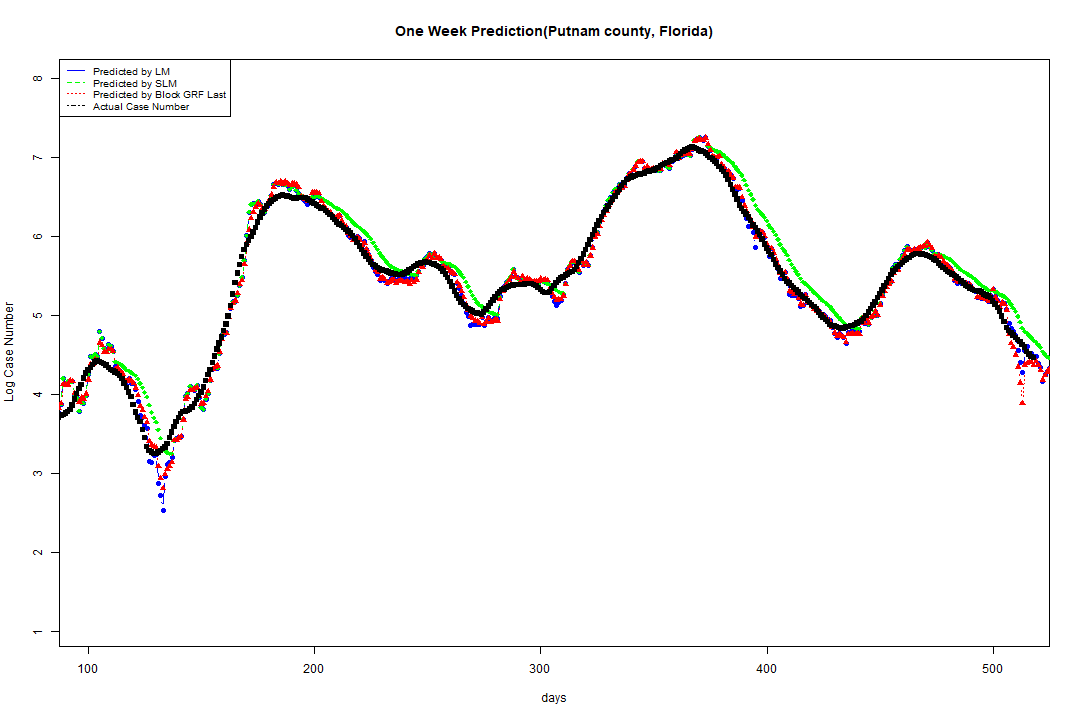 One Week Prediction(Putnam county, Florida)
Predicted by LM
Predicted by SLM
Predicted by Block GRF Last
Actual Case Number
8
7
6
5
4
3
2
1
Log Case Number
100 200 300 400 500
days